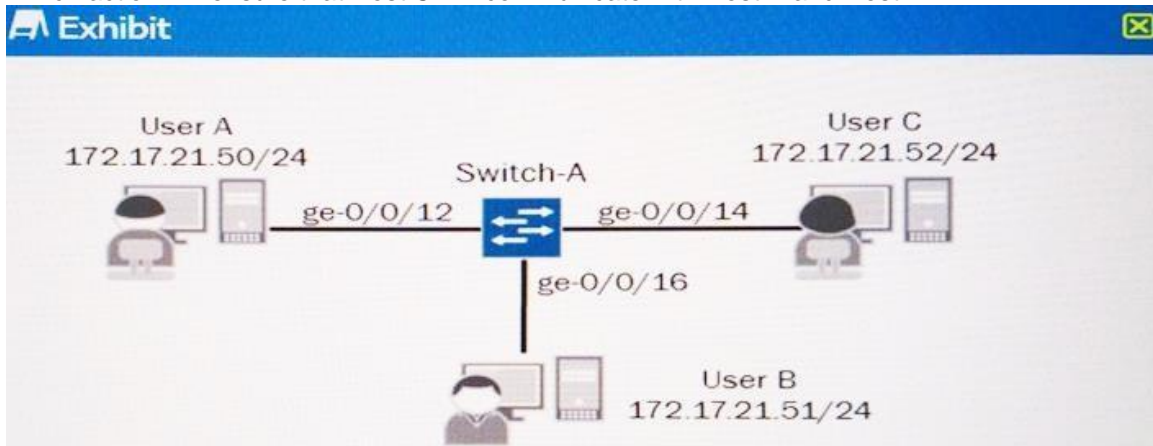 Exhibit
User A
172.17.21.50/24
User C
172.17.21.52/24
Switch-A
ge-0/0/12
ge-0/0/14
ge-0/0/16
User B
172.17.21.51/24